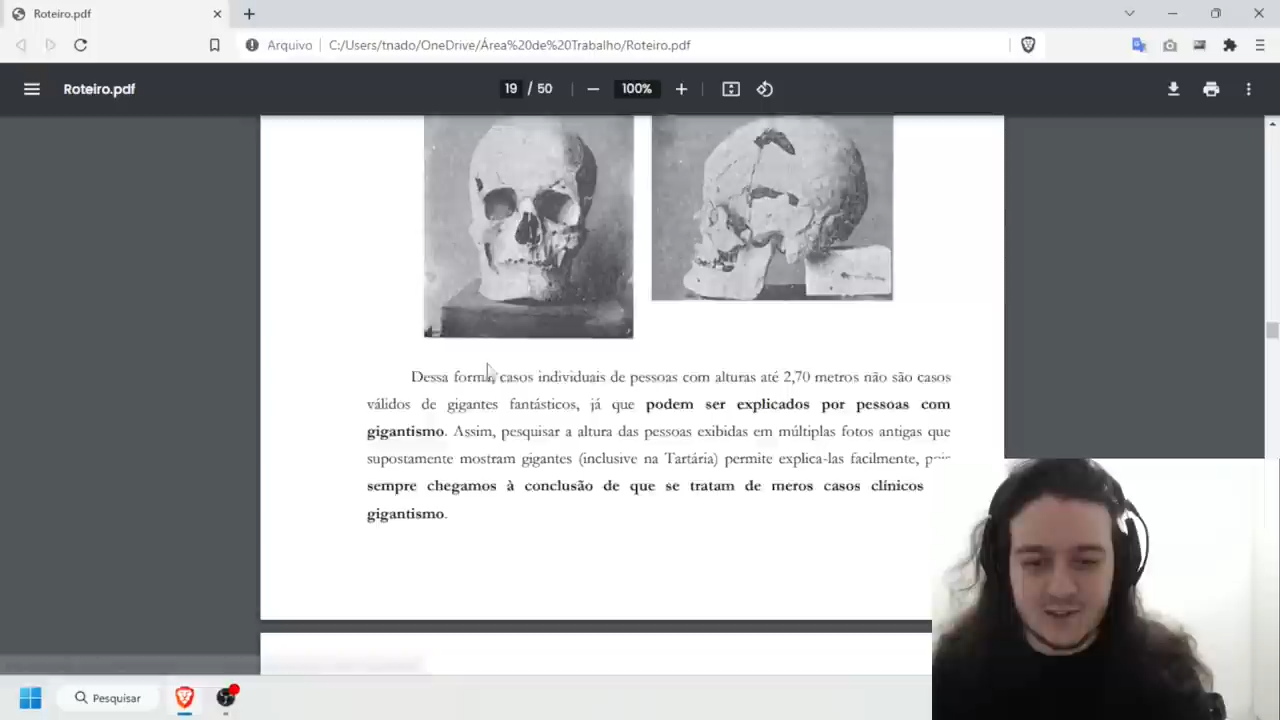 Roteiro.pdf
Arquivo C:/Users/tnado/OneDrive/Área%20de%20Trabalho/Roteiro.pdf
Roteiro.pdf 19 / 50 100%
Dessa forma, casos individuais de pessoas com alturas até 2,70 metros não são casos
válidos de gigantes fantásticos, já que podem ser explicados por pessoas com
gigantismo. Assim, pesquisar a altura das pessoas exibidas em múltiplas fotos antigas que
supostamente mostram gigantes (inclusive na Tartária) permite explica-las facilmente, pois
sempre chegamos à conclusão de que se tratam de meros casos clínicos
gigantismo.
Pesquisar